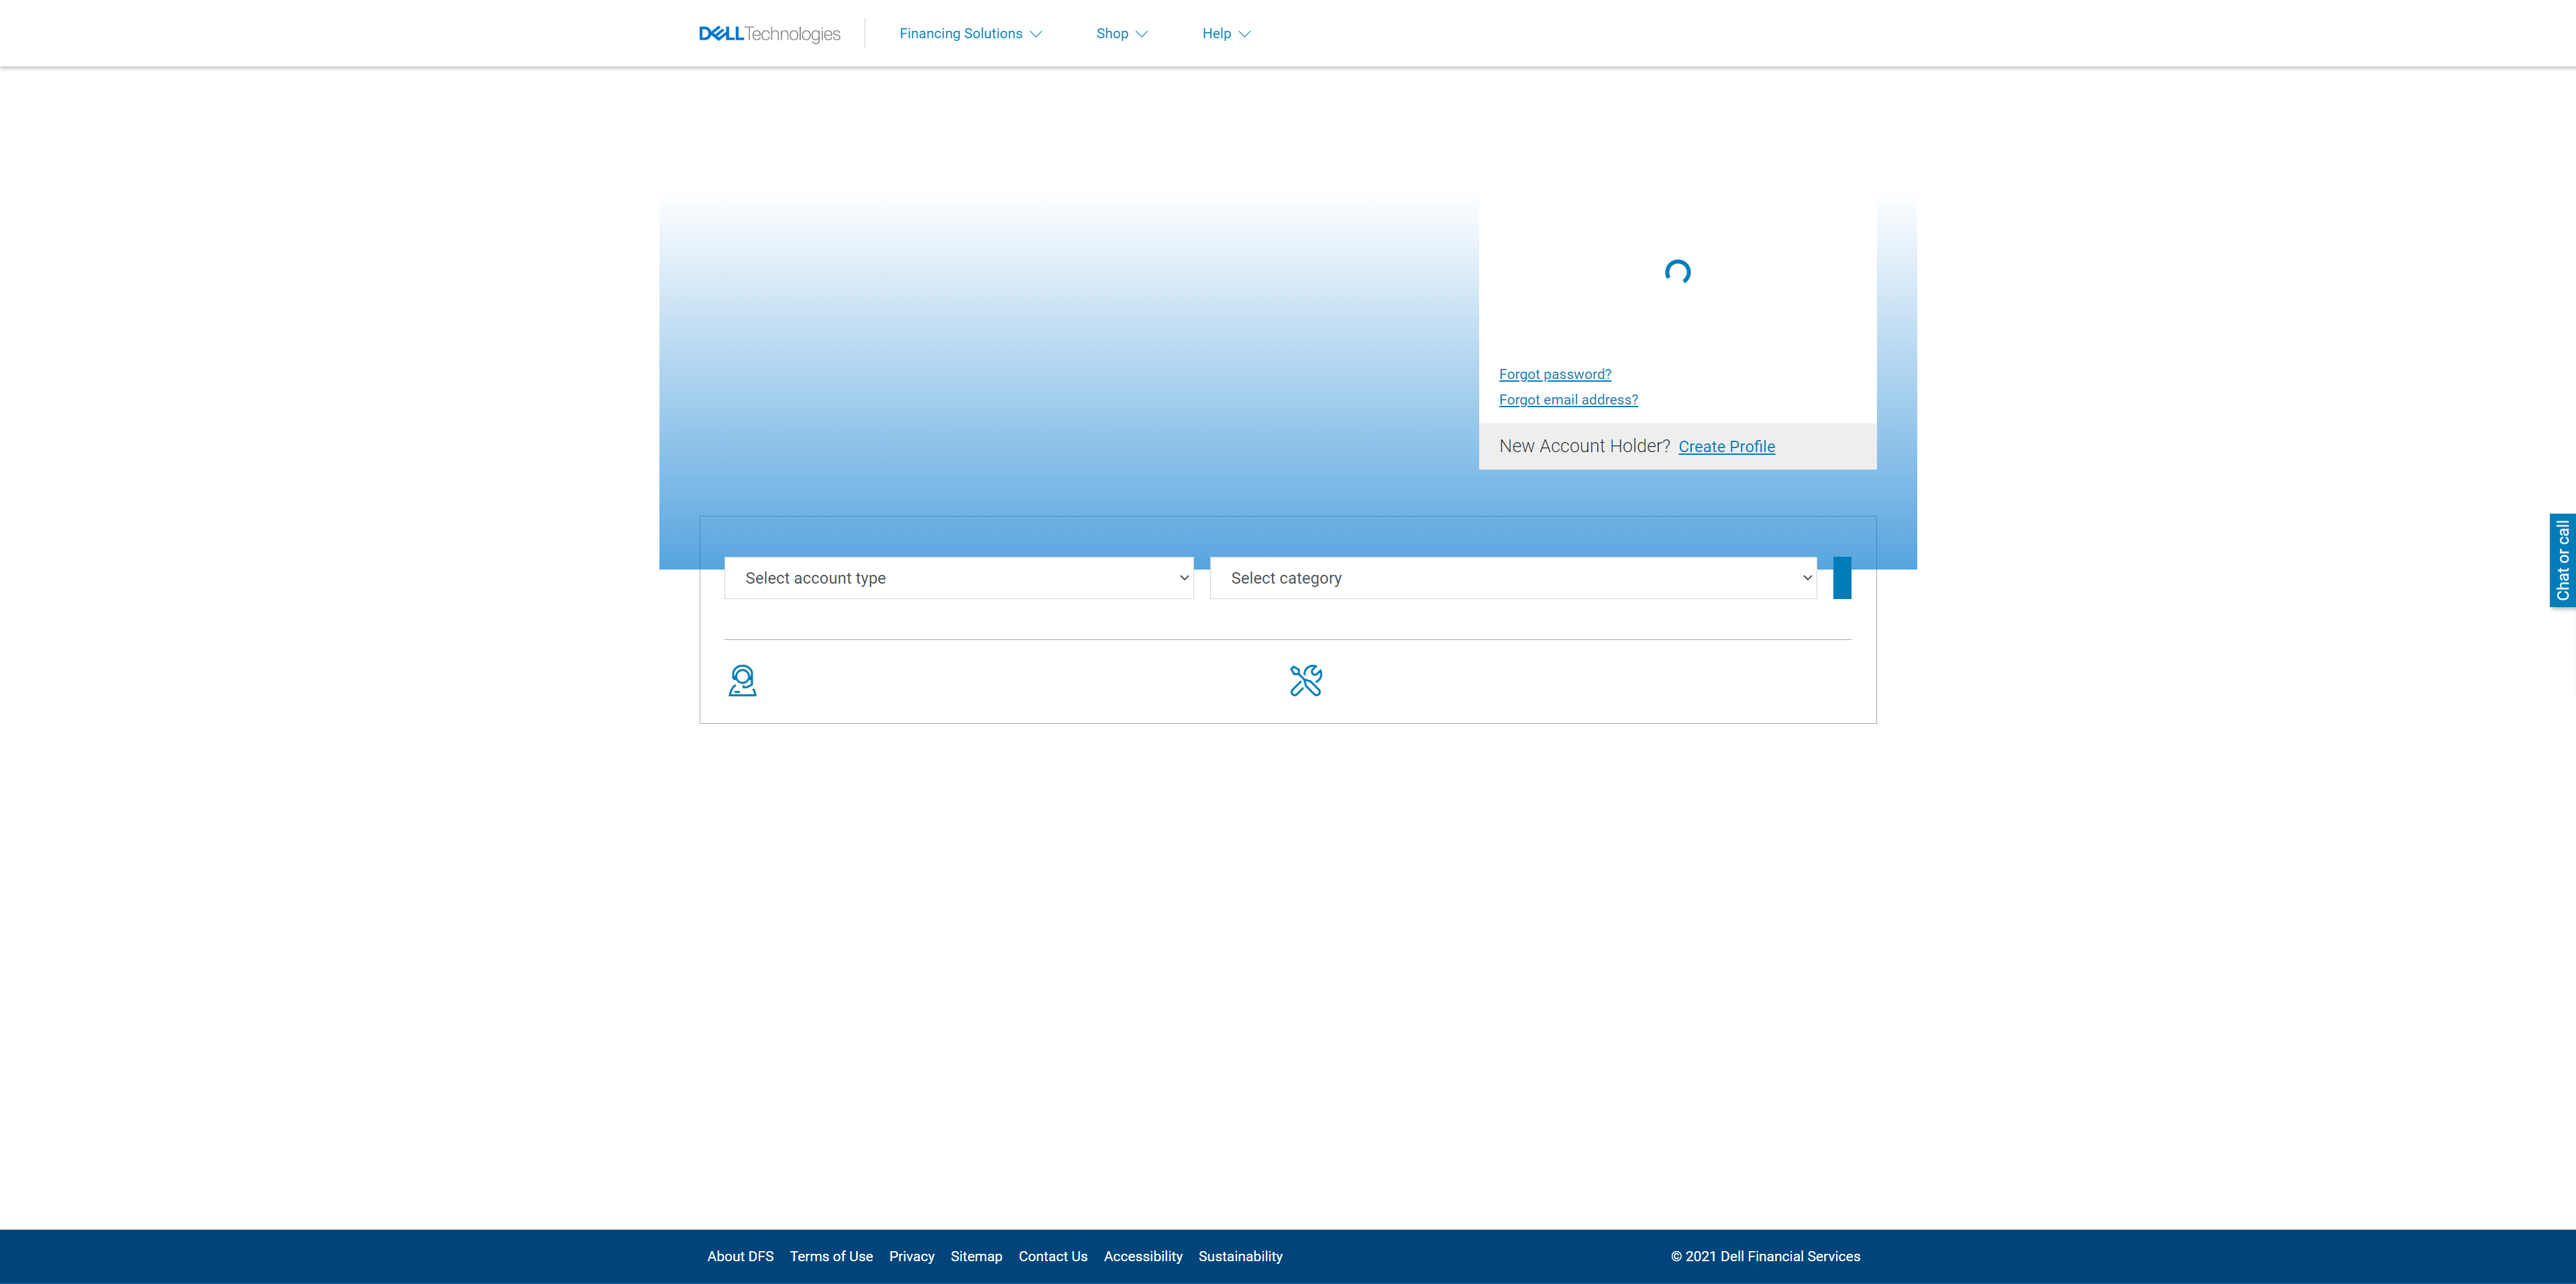 DELL Technologies
Financing Solutions
Shop
Help
Forgot password?
Forgot email address?
New Account Holder? Create Profile
Chat or call
Select account type
Select category
About DFS Terms of Use Privacy Sitemap Contact Us Accessibility Sustainability
© 2021 Dell Financial Services